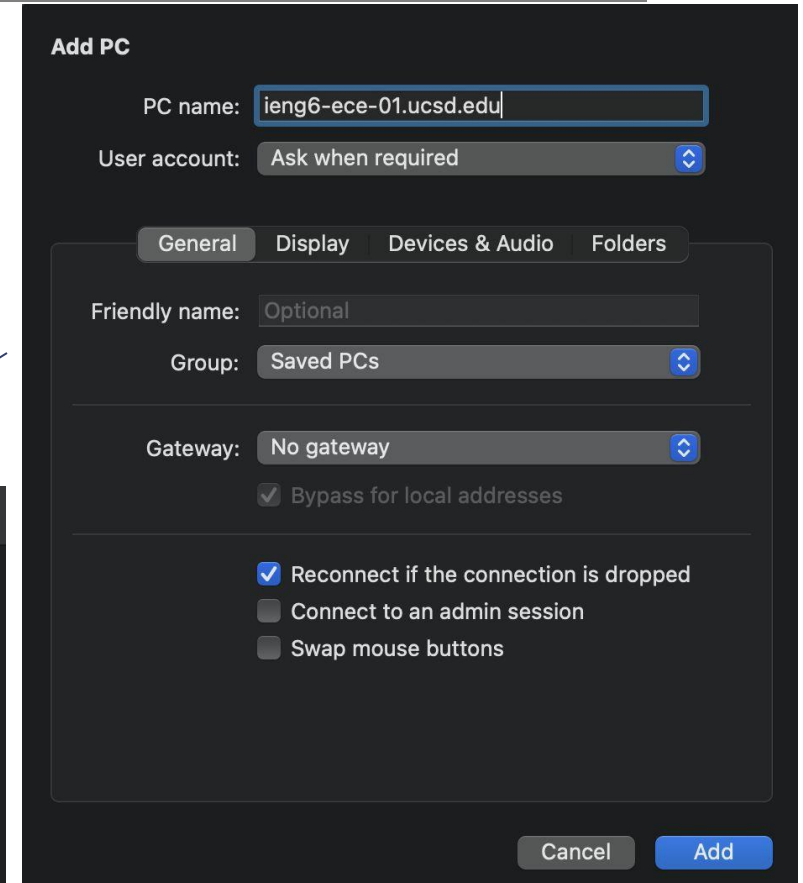 Add PC
PC name: ieng6-ece-01.ucsd.edu
User account: Ask when required
General Display Devices & Audio Folders
Friendly name: Optional
Group: Saved PCs
Gateway: No gateway
Bypass for local addresses
Reconnect if the connection is dropped
Connect to an admin session
Swap mouse buttons
Cancel Add